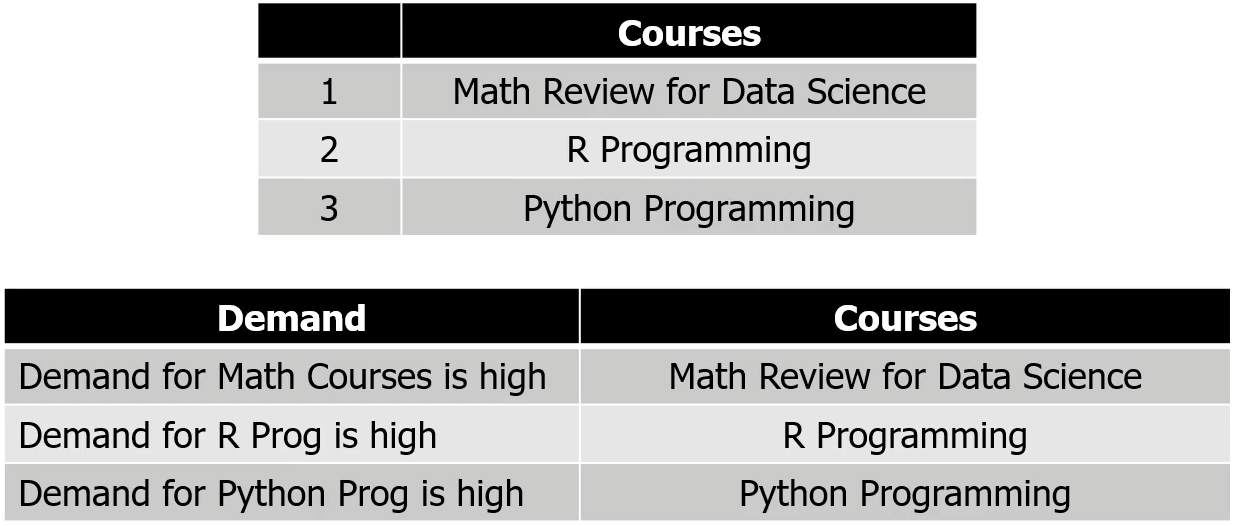 Courses
1 Math Review for Data Science
2 R Programming
3 Python Programming
Demand Courses
Demand for Math Courses is high Math Review for Data Science
Demand for R Prog is high R Programming
Demand for Python Prog is high Python Programming